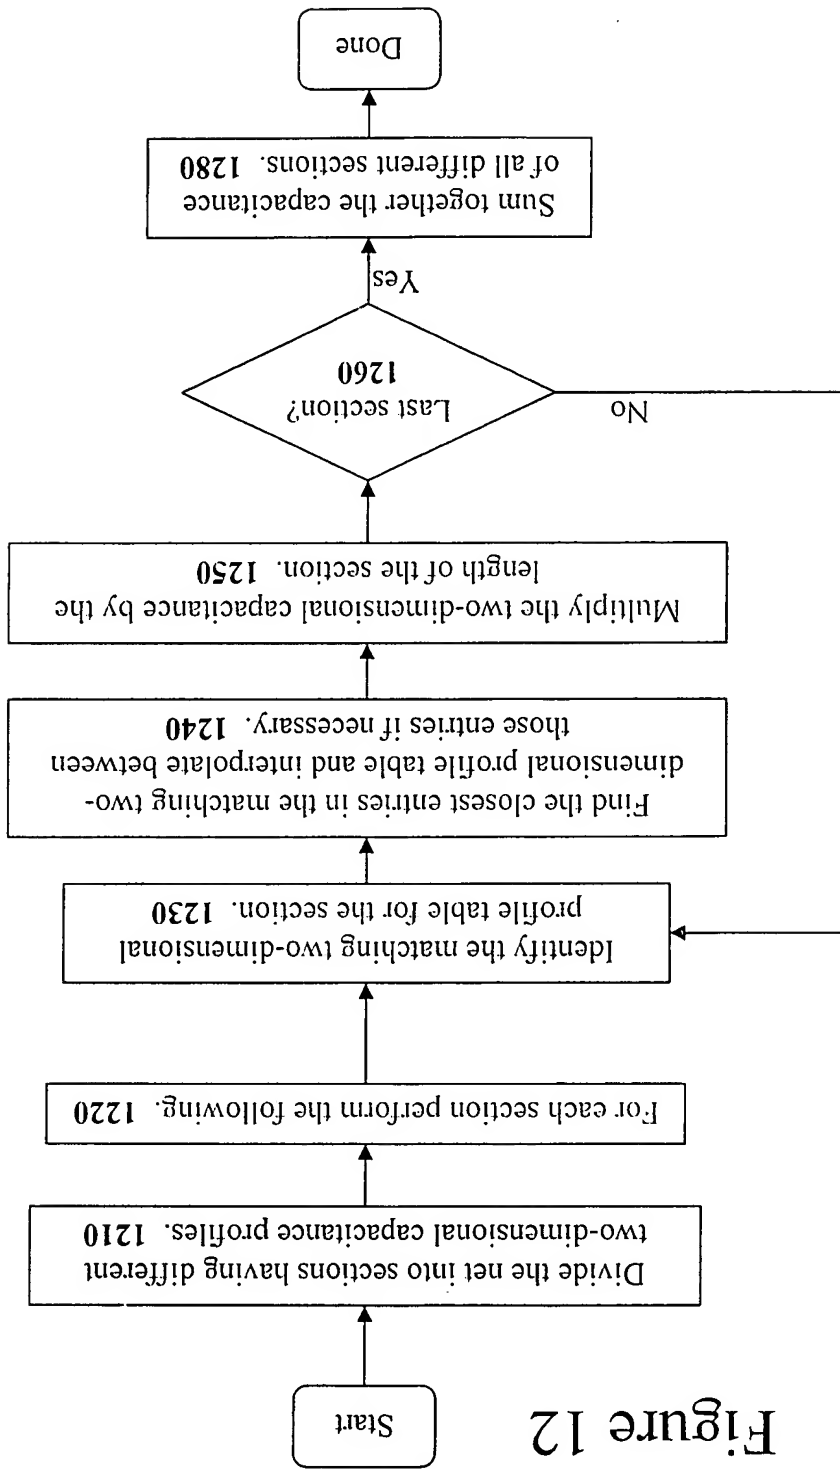 Figure 12
Start
Divide the net into sections having different
two-dimensional capacitance profiles. 1210
For each section perform the following. 1220
Identify the matching two-dimensional
profile table for the section. 1230
Find the closest entries in the matching two-
dimensional profile table and interpolate between
those entries if necessary. 1240
Multiply the two-dimensional capacitance by the
length of the section. 1250
Last section?
1260
No
Yes
Sum together the capacitance
of all different sections. 1280
Done